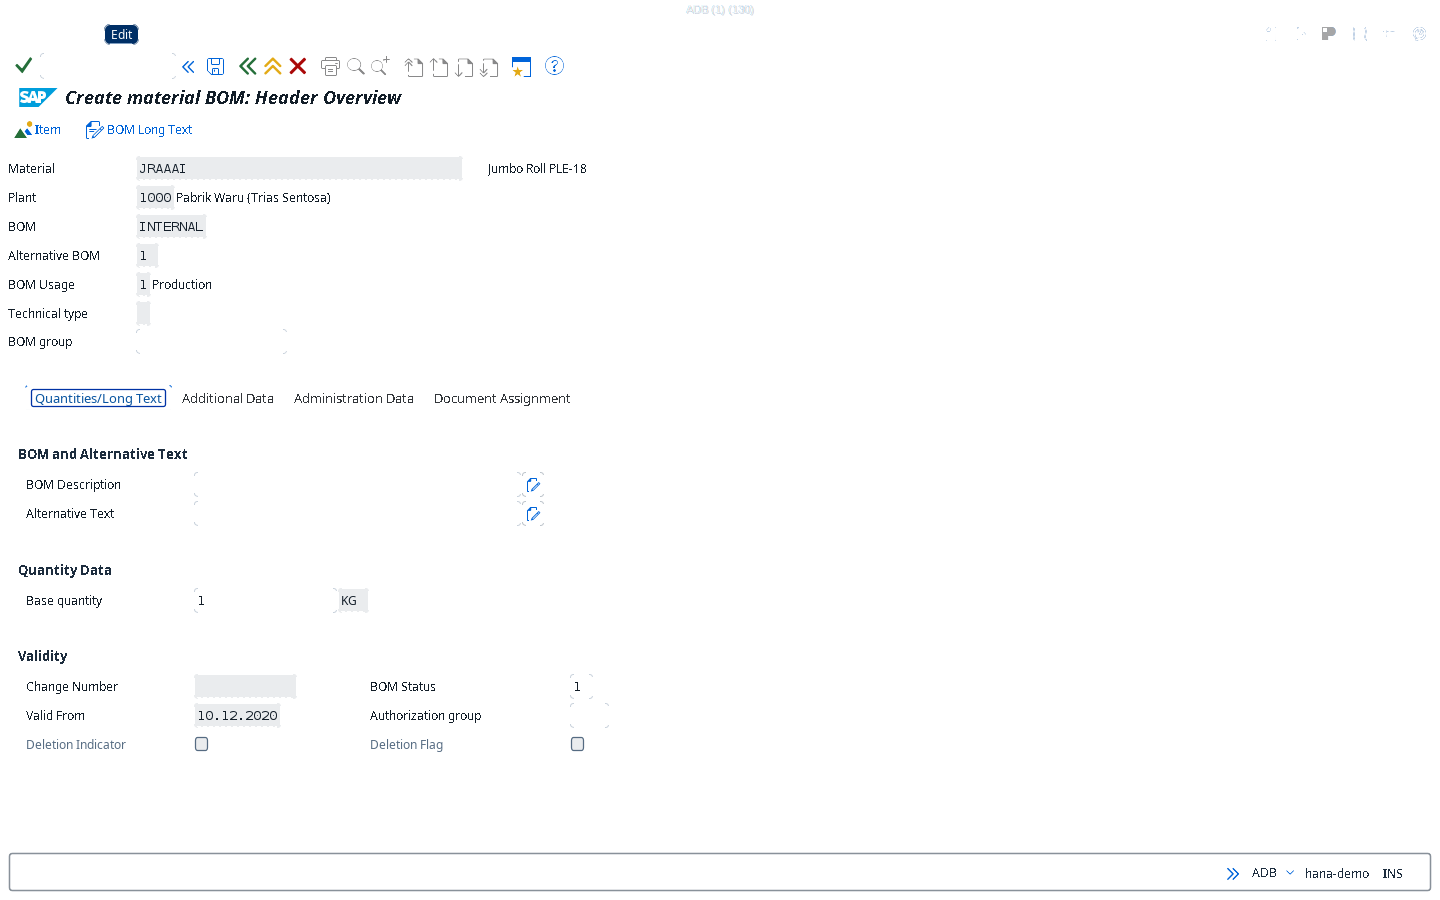 ADB (1) (130)
Edit
SAP Create material BOM: Header Overview
Item BOM Long Text
Material JRAAAI Jumbo Roll PLE-18
Plant 1000 Pabrik Waru (Trias Sentosa)
BOM INTERNAL
Alternative BOM 1
BOM Usage 1 Production
Technical type
BOM group
Quantities/Long Text Additional Data Administration Data Document Assignment
BOM and Alternative Text
BOM Description
Alternative Text
Quantity Data
Base quantity 1 KG
Validity
Change Number BOM Status 1
Valid From 10.12.2020 Authorization group
Deletion Indicator Deletion Flag
ADB hana-demo INS